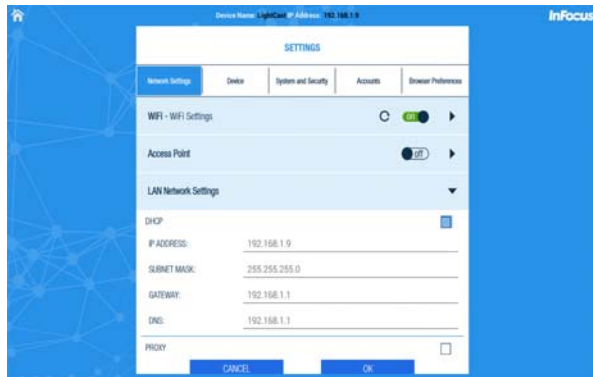 Device Name: LightCast IP Address: 192.168.1.9
InFocus
SETTINGS
Network Settings Device System and Security Accounts Browser Preferences
WIFI - WiFi Settings on
Access Point off
LAN Network Settings
DHCP
IP ADDRESS: 192.168.1.9
SUBNET MASK: 255.255.255.0
GATEWAY: 192.168.1.1
DNS: 192.168.1.1
PROXY
CANCEL OK